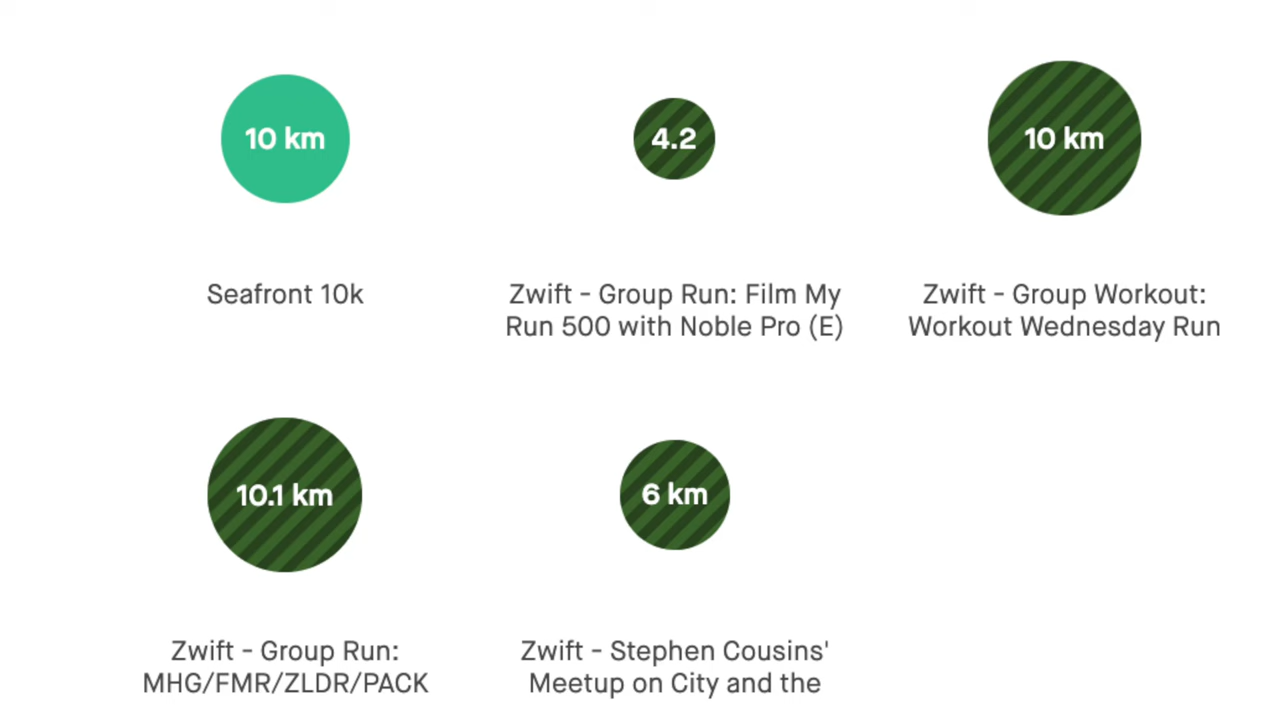 10 km
4.2
10 km
Seafront 10k
Zwift - Group Run: Film My
Run 500 with Noble Pro (E)
Zwift - Group Workout:
Workout Wednesday Run
10.1 km
6 km
Zwift - Group Run:
MHG/FMR/ZLDR/PACK
Zwift - Stephen Cousins'
Meetup on City and the